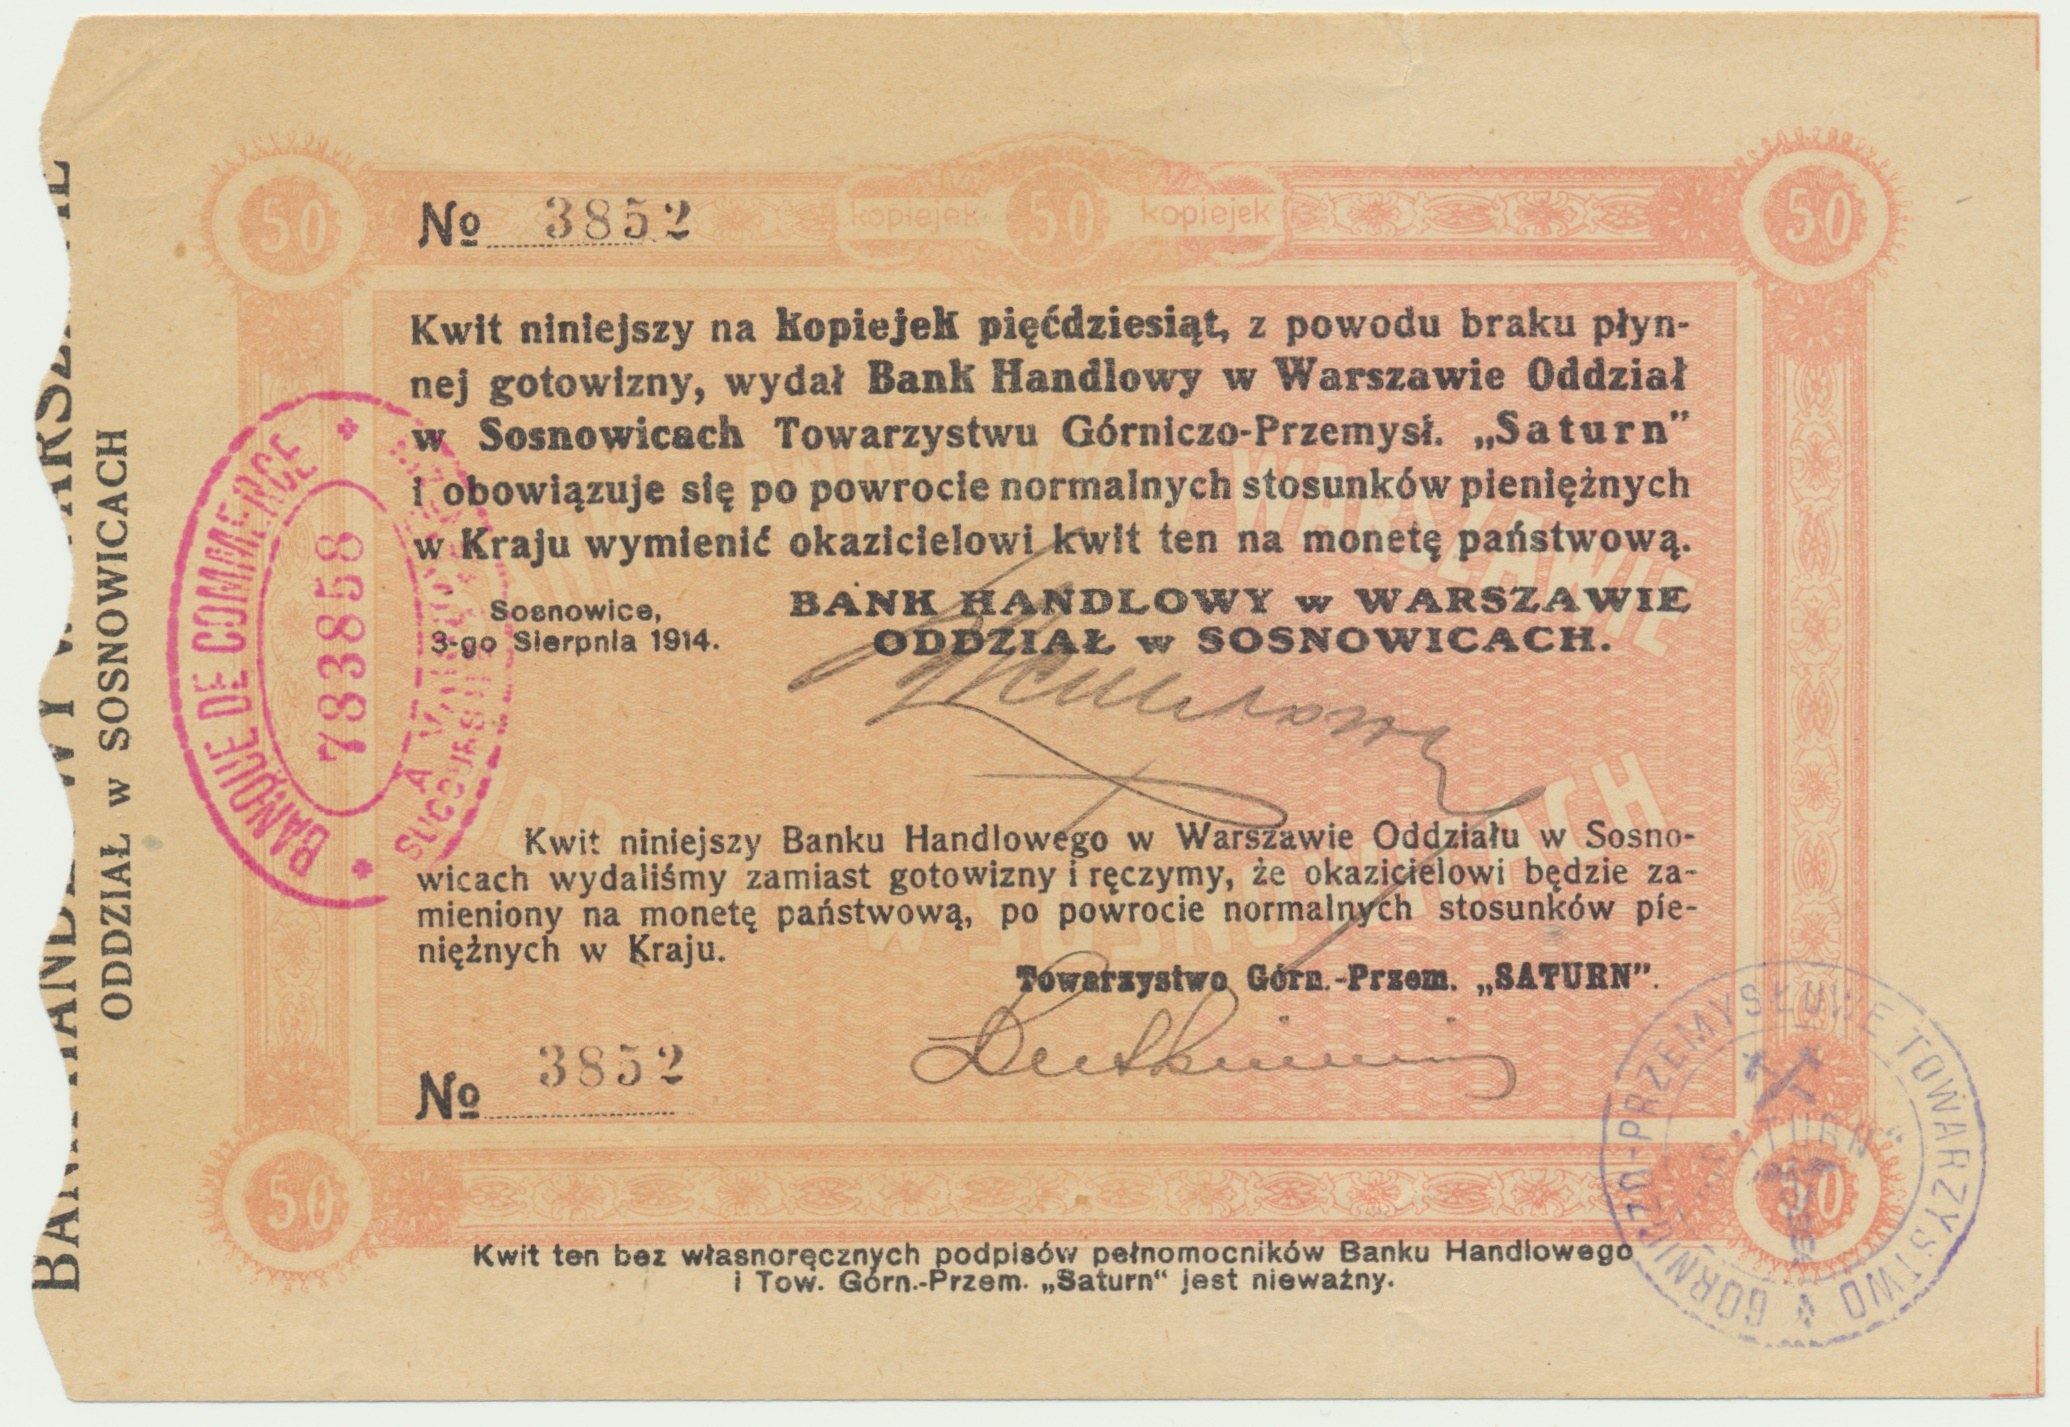 50
kopiejek 50 kopiejek
50
№ 3852
Kwit niniejszy na kopiejek pięćdziesiąt, z powodu braku płyn-
nej gotowizny, wydał Bank Handlowy w Warszawie Oddział
w Sosnowicach Towarzystwu Górniczo-Przemysł. „Saturn”
i obowiązuje się po powrocie normalnych stosunków pieniężnych
w Kraju wymienić okazicielowi kwit ten na monetę państwową.
Sosnowice,
3-go Sierpnia 1914.
BANK HANDLOWY w WARSZAWIE
ODDZIAŁ w SOSNOWICACH.
Kwit niniejszy Banku Handlowego w Warszawie Oddziału w Sosno-
wicach wydaliśmy zamiast gotowizny i ręczymy, że okazicielowi będzie za-
mieniony na monetę państwową, po powrocie normalnych stosunków pie-
niężnych w Kraju.
Towarzystwo Górn.-Przem. „SATURN”.
№ 3852
50
50
Kwit ten bez własnoręcznych podpisów pełnomocników Banku Handlowego
i Tow. Górn.-Przem. „Saturn“ jest nieważny.
ODDZIAŁ w SOSNOWICACH
BANQUE DE COMMERCE
783858
A VARSOVIE
GÓRNICZO-PRZEMYSŁOWE TOWARZYSTWO